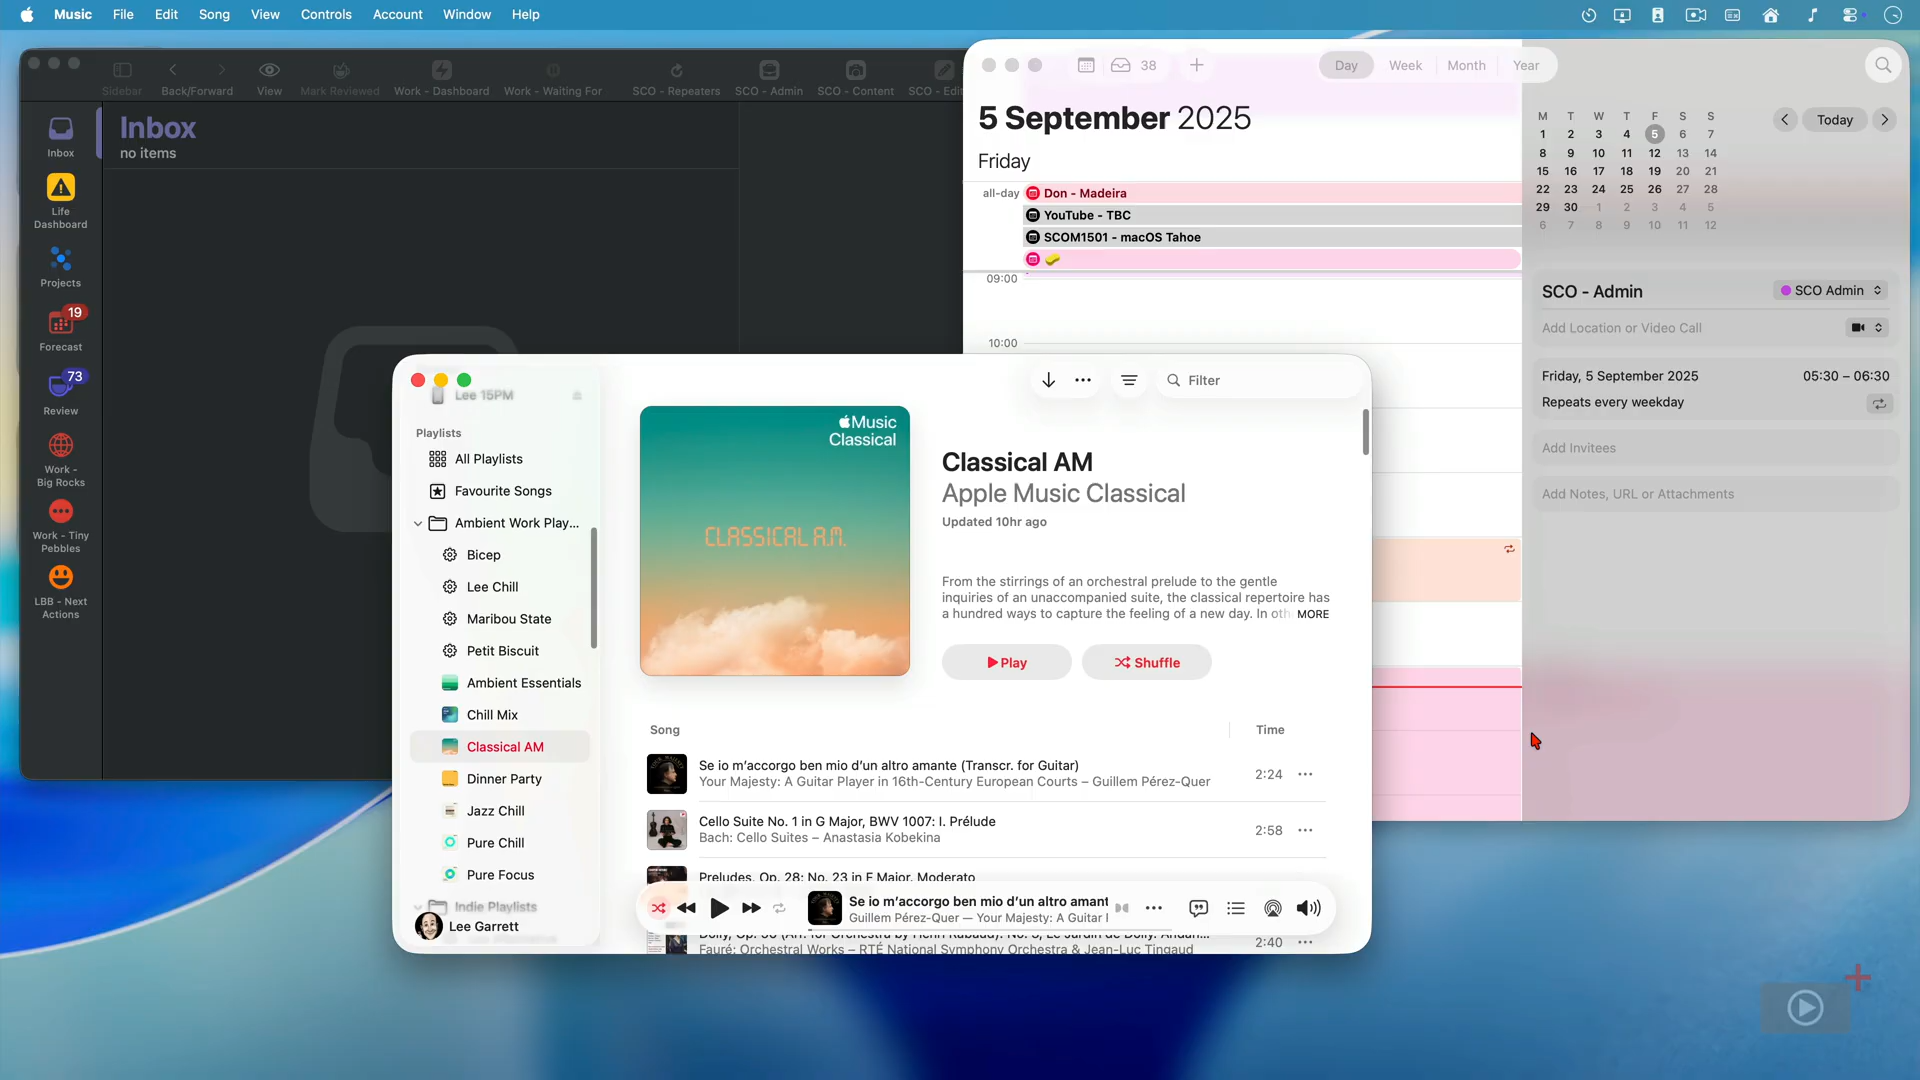 Music File Edit Song View Controls Account Window Help
Sidebar Back/Forward View Mark Reviewed Work - Dashboard Work - Waiting For SCO - Repeaters SCO - Admin SCO - Content SCO - Edit
Inbox
Life
Dashboard
Projects
19
Forecast
73
Review
Work -
Big Rocks
Work - Tiny
Pebbles
LBB - Next
Actions
Inbox
no items
38
Day Week Month Year
5 September 2025
Friday
all-day
Don - Madeira
YouTube - TBC
SCOM1501 - macOS Tahoe
09:00
10:00
M T W T F S S
1 2 3 4 5 6 7
8 9 10 11 12 13 14
15 16 17 18 19 20 21
22 23 24 25 26 27 28
29 30 1 2 3 4 5
6 7 8 9 10 11 12
Today
SCO - Admin
SCO Admin
Add Location or Video Call
Friday, 5 September 2025 05:30 – 06:30
Repeats every weekday
Add Invitees
Add Notes, URL or Attachments
Lee 15PM
Playlists
All Playlists
Favourite Songs
Ambient Work Play...
Bicep
Lee Chill
Maribou State
Petit Biscuit
Ambient Essentials
Chill Mix
Classical AM
Dinner Party
Jazz Chill
Pure Chill
Pure Focus
Indie Playlists
Lee Garrett
Filter
Music
Classical
CLASSICAL A.M.
Classical AM
Apple Music Classical
Updated 10hr ago
From the stirrings of an orchestral prelude to the gentle
inquiries of an unaccompanied suite, the classical repertoire has
a hundred ways to capture the feeling of a new day. In oth MORE
Play
Shuffle
Song Time
Se io m'accorgo ben mio d'un altro amante (Transcr. for Guitar)
Your Majesty: A Guitar Player in 16th-Century European Courts – Guillem Pérez-Quer
2:24
Cello Suite No. 1 in G Major, BWV 1007: I. Prélude
Bach: Cello Suites – Anastasia Kobekina
2:58
Preludes, Op. 28: No. 23 in F Major. Moderato
Se io m'accorgo ben mio d'un altro amant
Guillem Pérez-Quer — Your Majesty: A Guitar
Fauré: Orchestral Works – RTÉ National Symphony Orchestra & Jean-Luc Tingaud
2:40